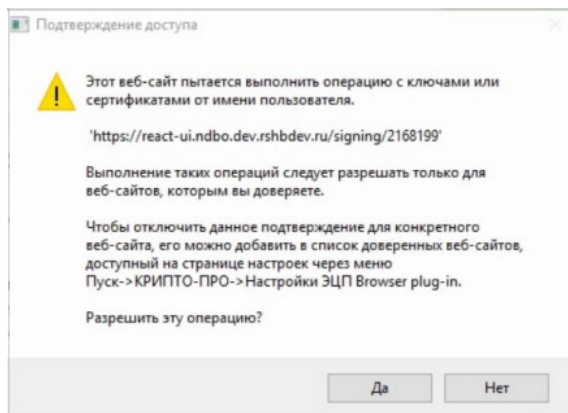 Подтверждение доступа
Этот веб-сайт пытается выполнить операцию с ключами или
сертификатами от имени пользователя.
'https://react-ui.ndbo.dev.rshbdev.ru/signing/2168199'
Выполнение таких операций следует разрешать только для
веб-сайтов, которым вы доверяете.
Чтобы отключить данное подтверждение для конкретного
веб-сайта, его можно добавить в список доверенных веб-сайтов,
доступный на странице настроек через меню
Пуск->КРИПТО-ПРО->Настройки ЭЦП Browser plug-in.
Разрешить эту операцию?
Да
Нет